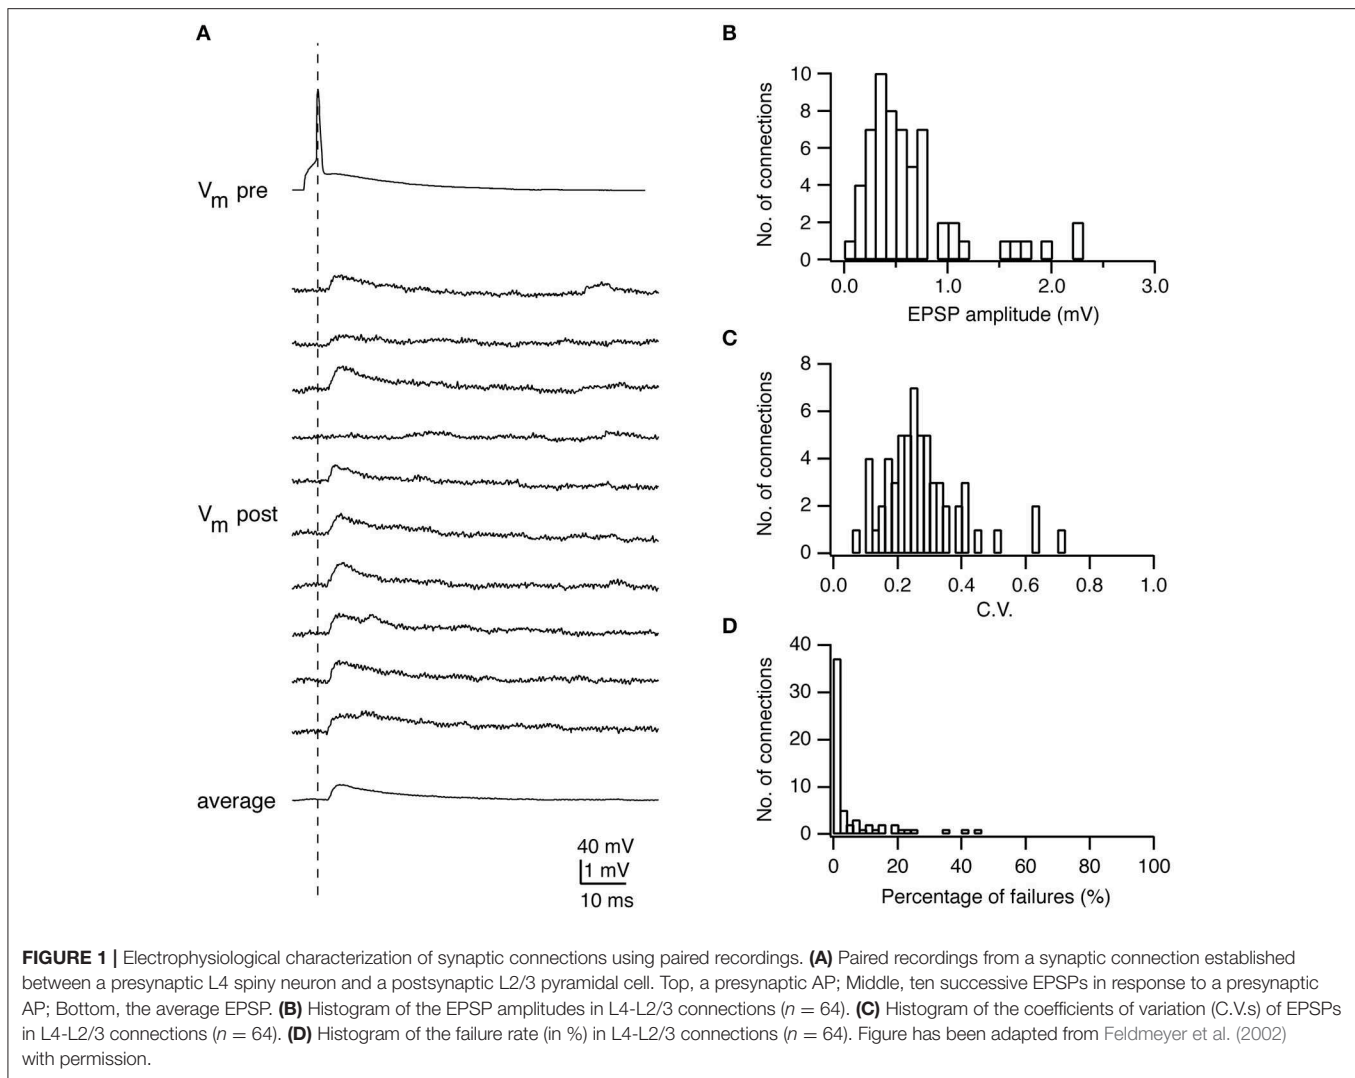 A
V_m pre
V_m post
average
40 mV
1 mV
10 ms
B
No. of connections
10
8
6
4
2
0
0.0 1.0 2.0 3.0
EPSP amplitude (mV)
C
No. of connections
8
6
4
2
0
0.0 0.2 0.4 0.6 0.8 1.0
C.V.
D
No. of connections
40
30
20
10
0
0 20 40 60 80 100
Percentage of failures (%)
FIGURE 1 | Electrophysiological characterization of synaptic connections using paired recordings. (A) Paired recordings from a synaptic connection established
between a presynaptic L4 spiny neuron and a postsynaptic L2/3 pyramidal cell. Top, a presynaptic AP; Middle, ten successive EPSPs in response to a presynaptic
AP; Bottom, the average EPSP. (B) Histogram of the EPSP amplitudes in L4-L2/3 connections (n = 64). (C) Histogram of the coefficients of variation (C.V.s) of EPSPs
in L4-L2/3 connections (n = 64). (D) Histogram of the failure rate (in %) in L4-L2/3 connections (n = 64). Figure has been adapted from Feldmeyer et al. (2002)
with permission.